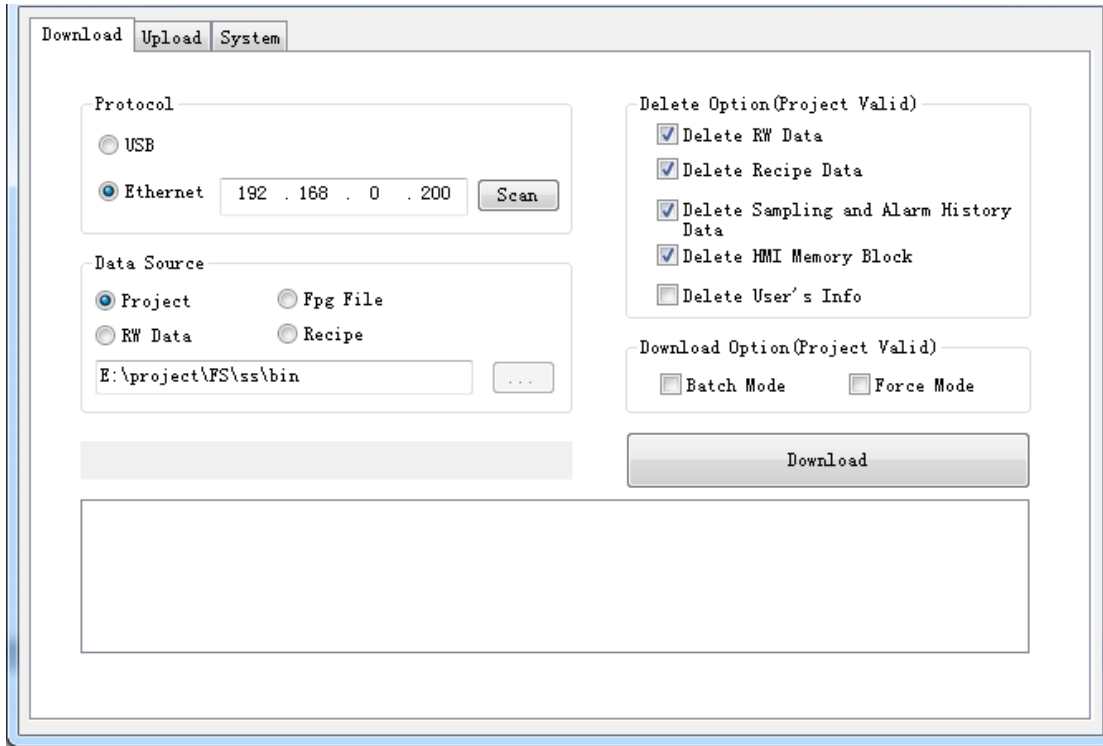 Download Upload System
Protocol
USB
Ethernet 192 . 168 . 0 . 200 Scan
Data Source
Project Fpg File
RW Data Recipe
E:\project\FS\ss\bin ...
Delete Option(Project Valid)
Delete RW Data
Delete Recipe Data
Delete Sampling and Alarm History
Data
Delete HMI Memory Block
Delete User's Info
Download Option(Project Valid)
Batch Mode Force Mode
Download